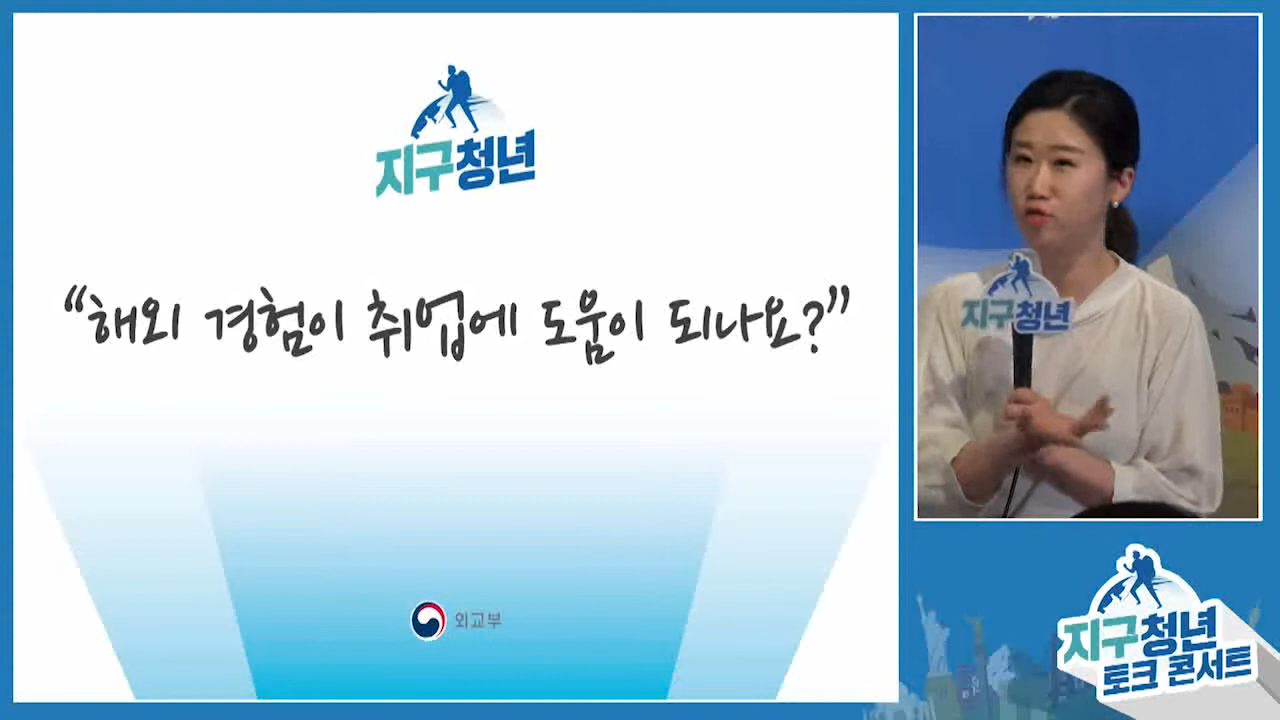 지구청년
“해외 경험이 취업에 도움이 되나요?”
외교부
지구청년
지구청년
토크 콘서트